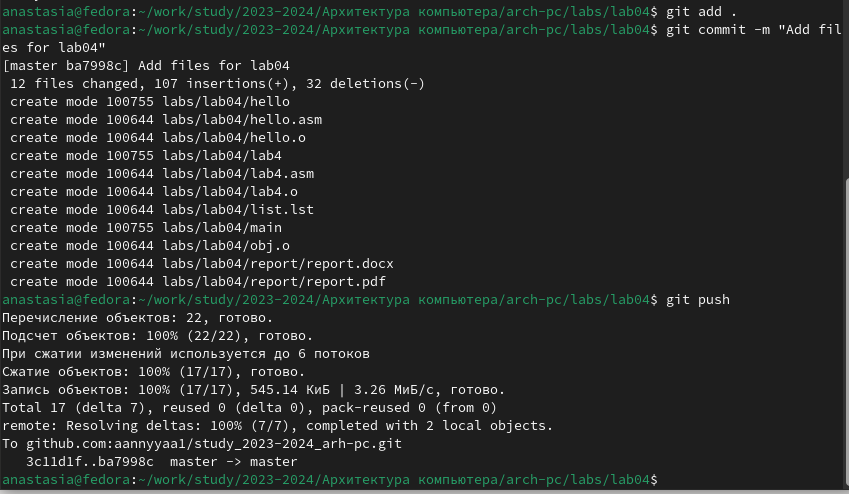 anastasia@fedora:~/work/study/2023-2024/Архитектура компьютера/arch-pc/labs/lab04$ git add .
anastasia@fedora:~/work/study/2023-2024/Архитектура компьютера/arch-pc/labs/lab04$ git commit -m "Add fil
es for lab04"
[master ba7998c] Add files for lab04
 12 files changed, 107 insertions(+), 32 deletions(-)
 create mode 100755 labs/lab04/hello
 create mode 100644 labs/lab04/hello.asm
 create mode 100644 labs/lab04/hello.o
 create mode 100755 labs/lab04/lab4
 create mode 100644 labs/lab04/lab4.asm
 create mode 100644 labs/lab04/lab4.o
 create mode 100644 labs/lab04/list.lst
 create mode 100755 labs/lab04/main
 create mode 100644 labs/lab04/obj.o
 create mode 100644 labs/lab04/report/report.docx
 create mode 100644 labs/lab04/report/report.pdf
anastasia@fedora:~/work/study/2023-2024/Архитектура компьютера/arch-pc/labs/lab04$ git push
Перечисление объектов: 22, готово.
Подсчет объектов: 100% (22/22), готово.
При сжатии изменений используется до 6 потоков
Сжатие объектов: 100% (17/17), готово.
Запись объектов: 100% (17/17), 545.14 КиБ | 3.26 МиБ/с, готово.
Total 17 (delta 7), reused 0 (delta 0), pack-reused 0 (from 0)
remote: Resolving deltas: 100% (7/7), completed with 2 local objects.
To github.com:aannyyaa1/study_2023-2024_arh-pc.git
   3c11d1f..ba7998c  master -> master
anastasia@fedora:~/work/study/2023-2024/Архитектура компьютера/arch-pc/labs/lab04$